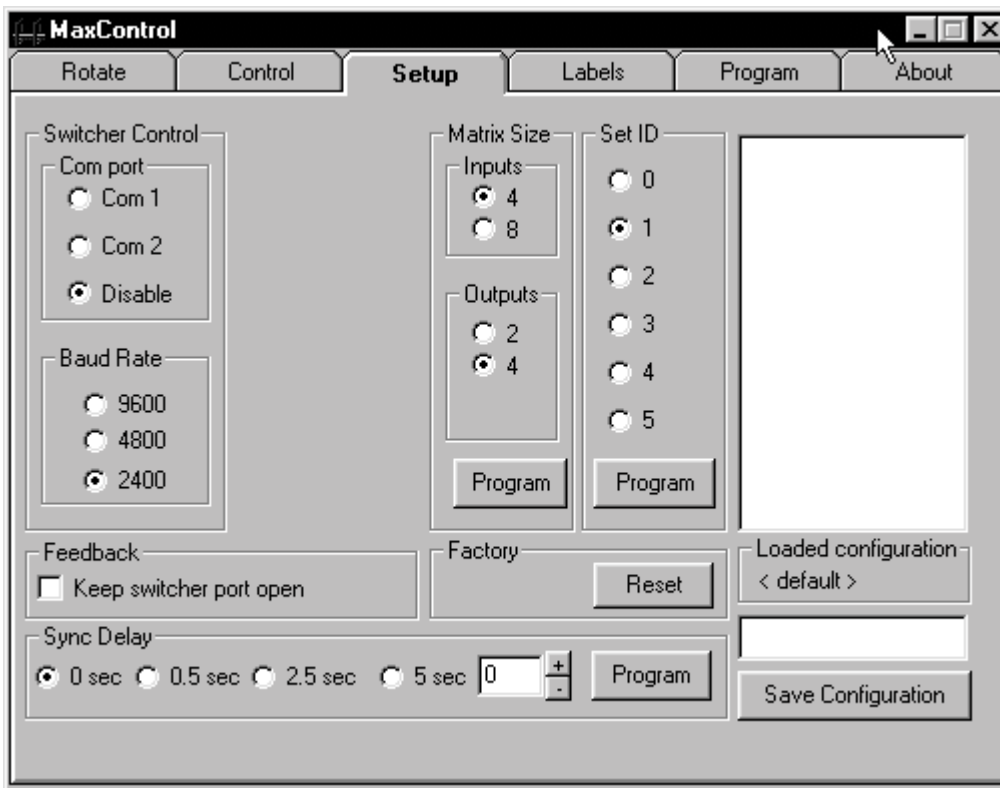 MaxControl
Rotate Control Setup Labels Program About
Switcher Control
Com port
Com 1
Com 2
Disable
Baud Rate
9600
4800
2400
Matrix Size
Inputs
4
8
Outputs
2
4
Program
Set ID
0
1
2
3
4
5
Program
Feedback
Keep switcher port open
Factory
Reset
Loaded configuration
< default >
Sync Delay
0 sec 0.5 sec 2.5 sec 5 sec 0 + - Program
Save Configuration